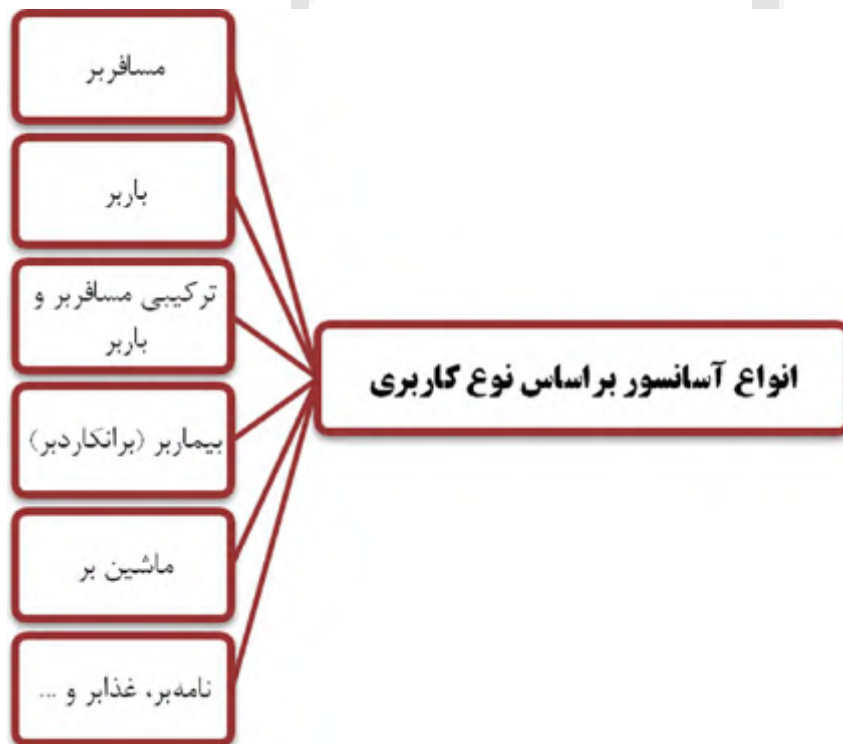 انواع آسانسور براساس نوع کاربری
مسافربر
باربر
ترکیبی مسافربر و
باربر
بیماربر (برانکاردبر)
ماشین بر
نامه‌بر، غذابر و ...